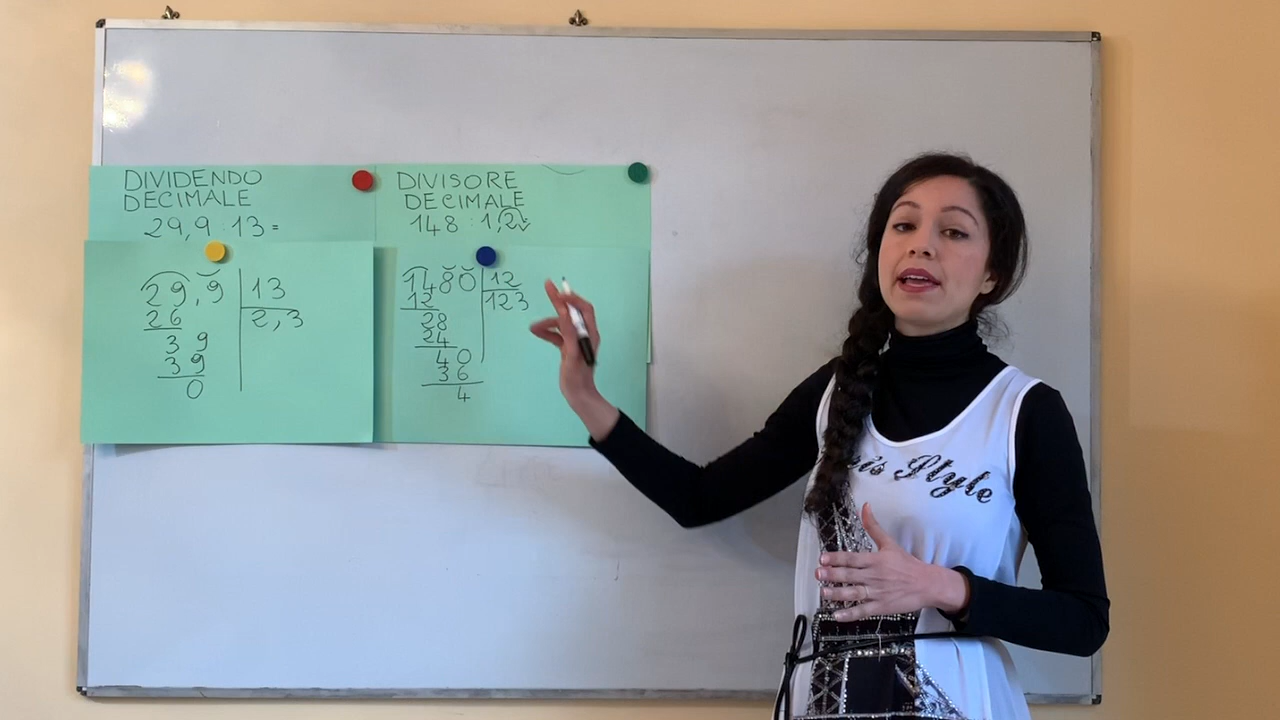 DIVIDENDO
DECIMALE
29,9 : 13 =
29,9 13
26 2,3
3 9
3 9
0
DIVISORE
DECIMALE
148 : 1,2
1480 12
12 123
28
24
40
36
4
is Style